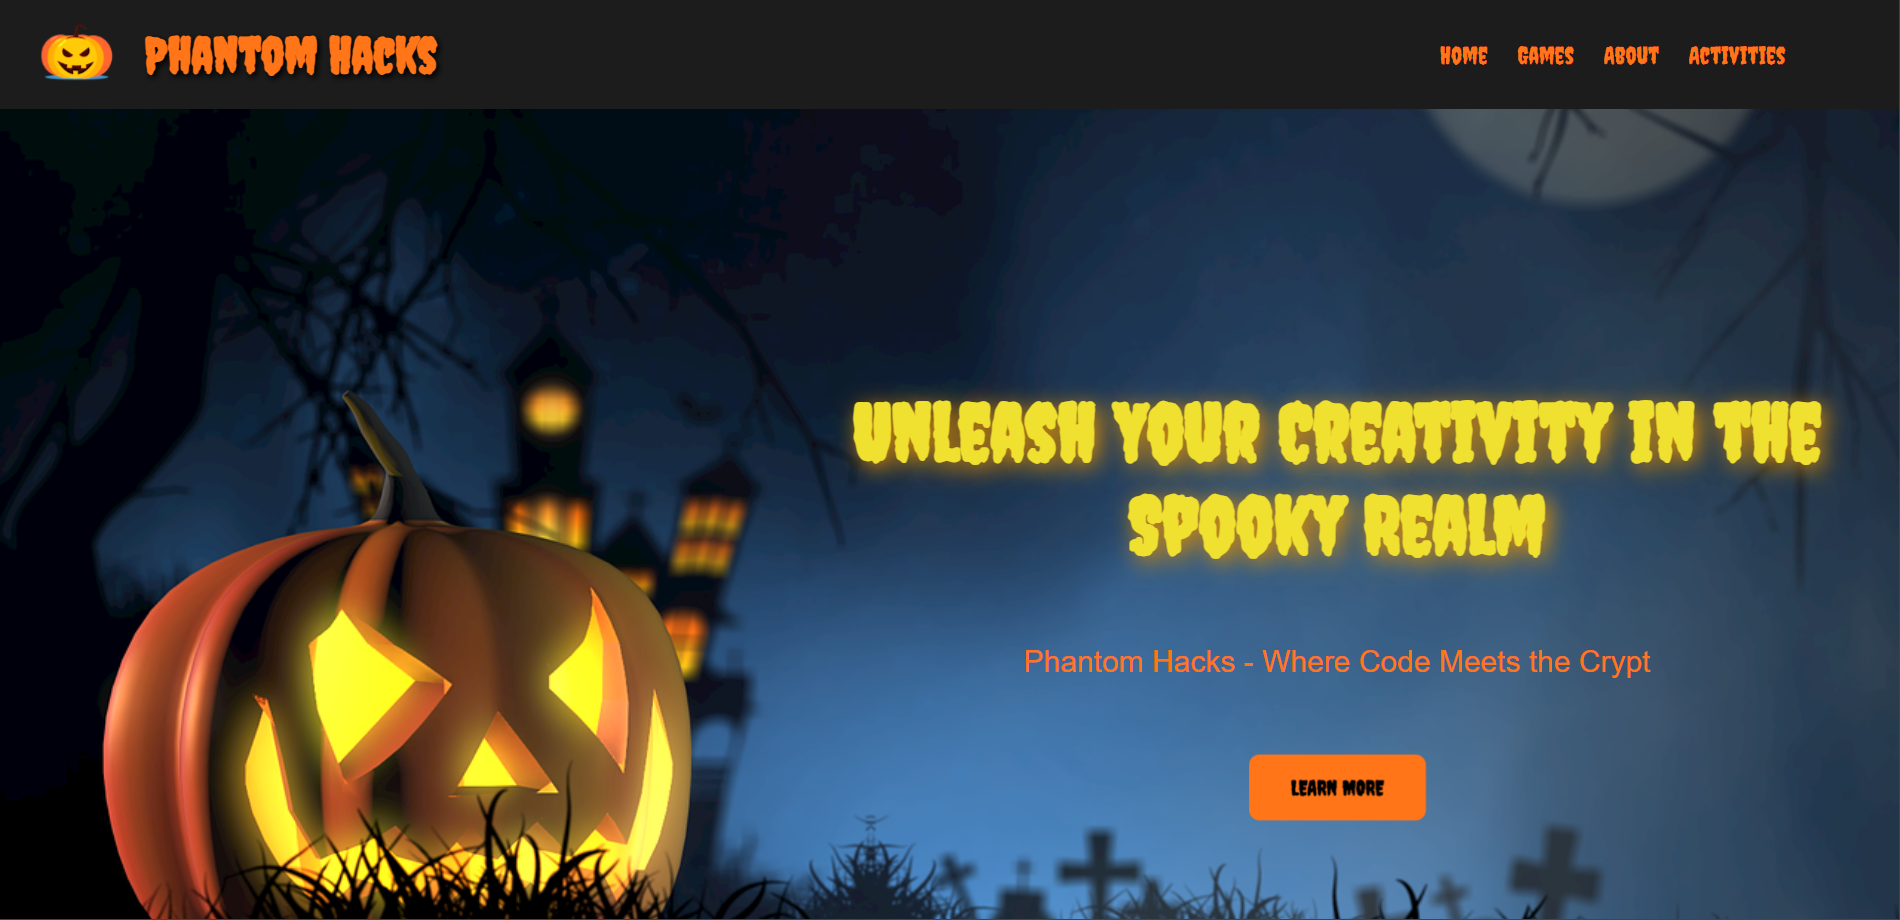 PHANTOM HACKS
HOME GAMES ABOUT ACTIVITIES
UNLEASH YOUR CREATIVITY IN THE
SPOOKY REALM
Phantom Hacks - Where Code Meets the Crypt
LEARN MORE